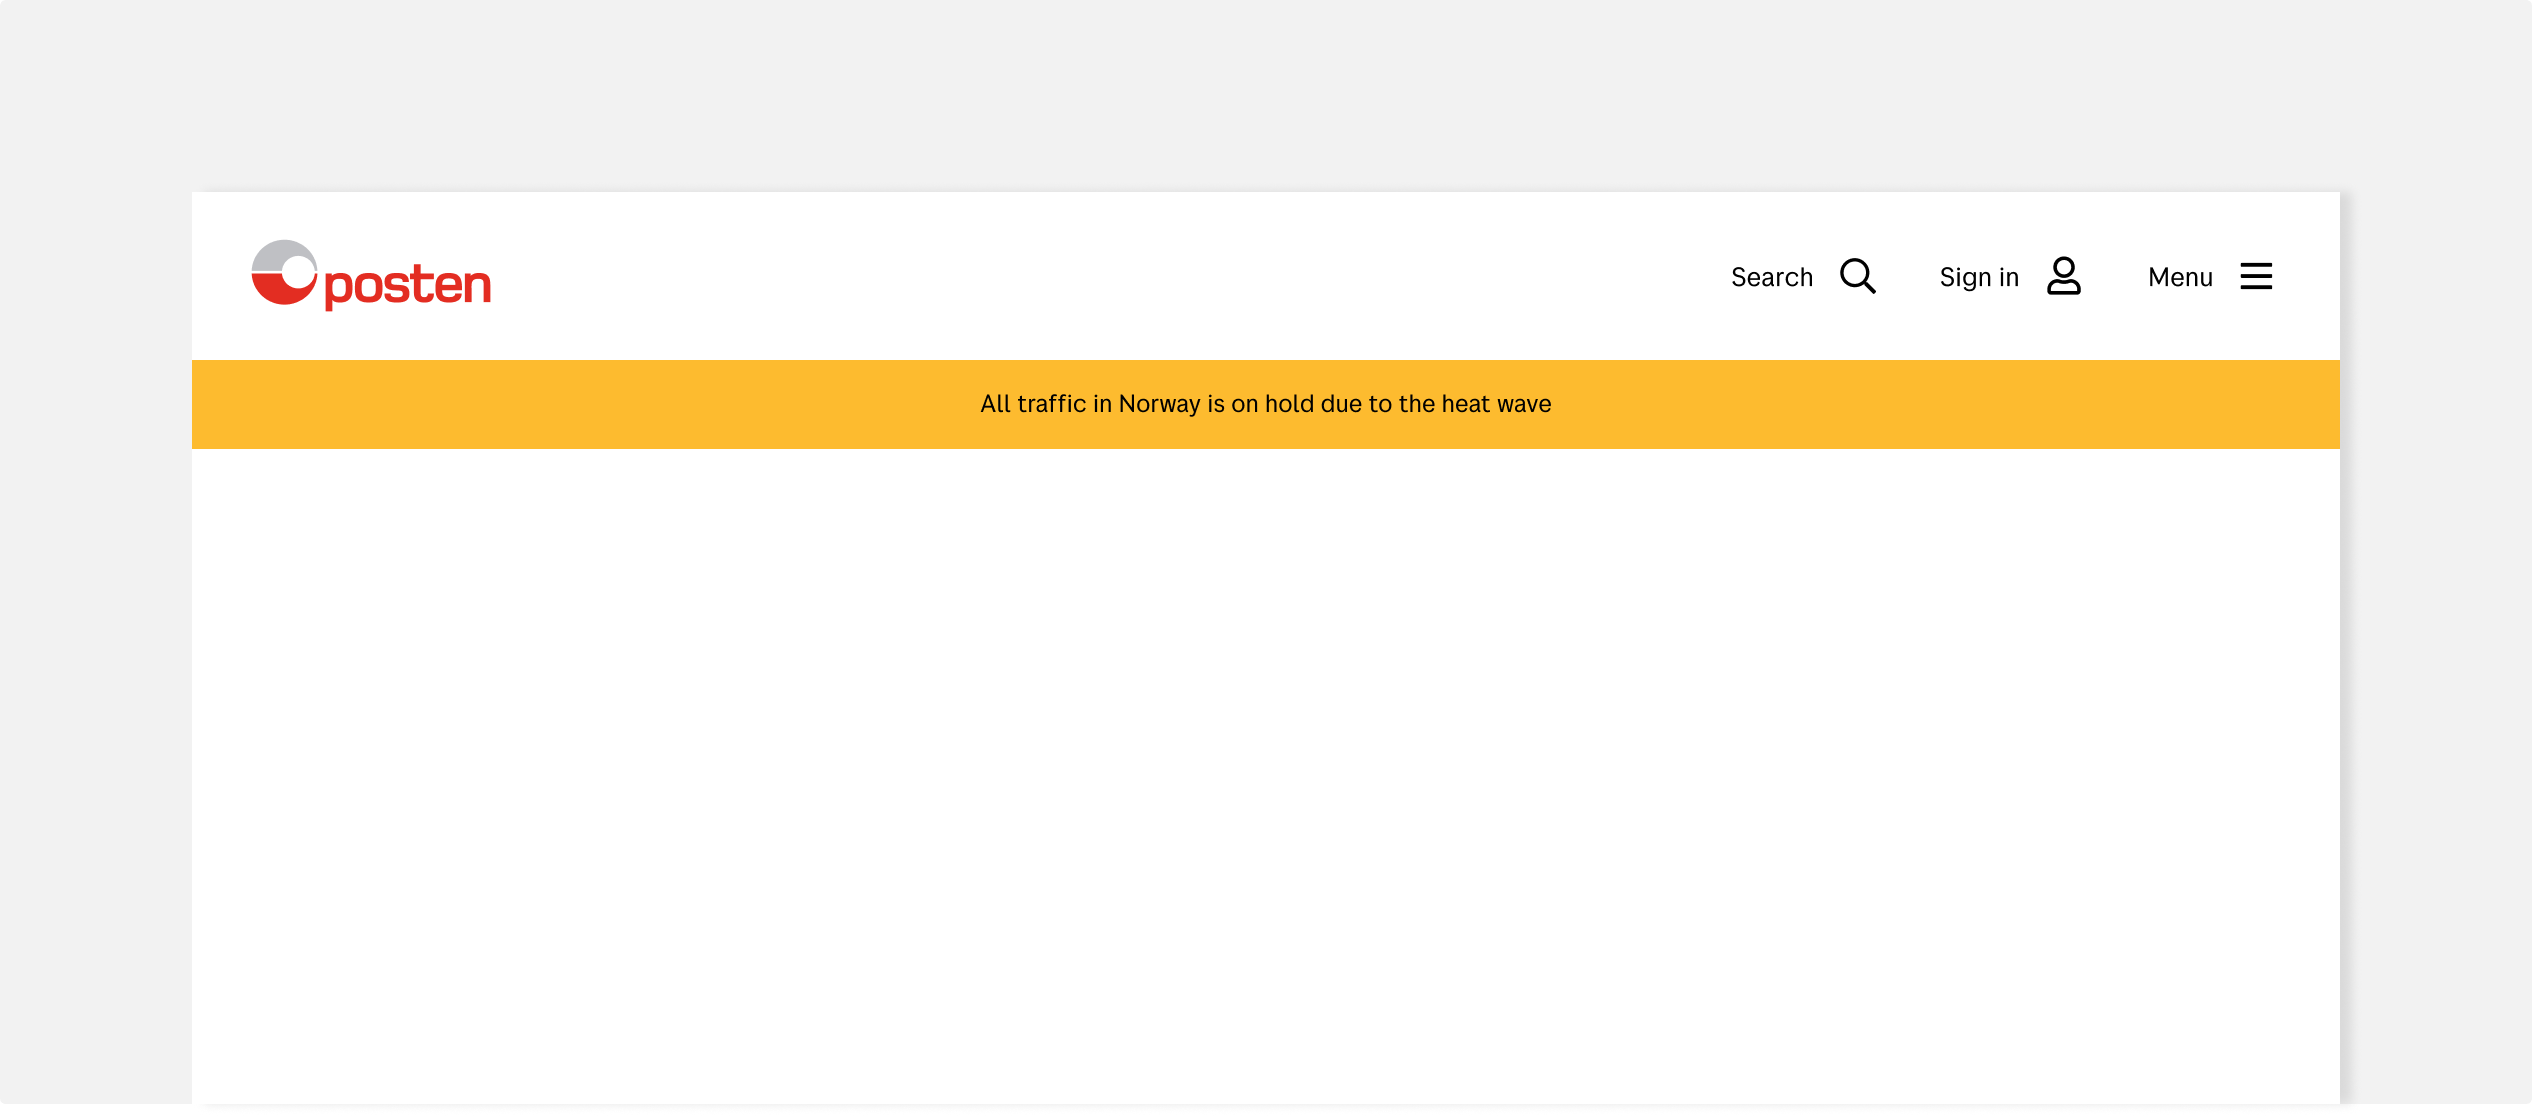 posten
Search
Sign in
Menu
All traffic in Norway is on hold due to the heat wave